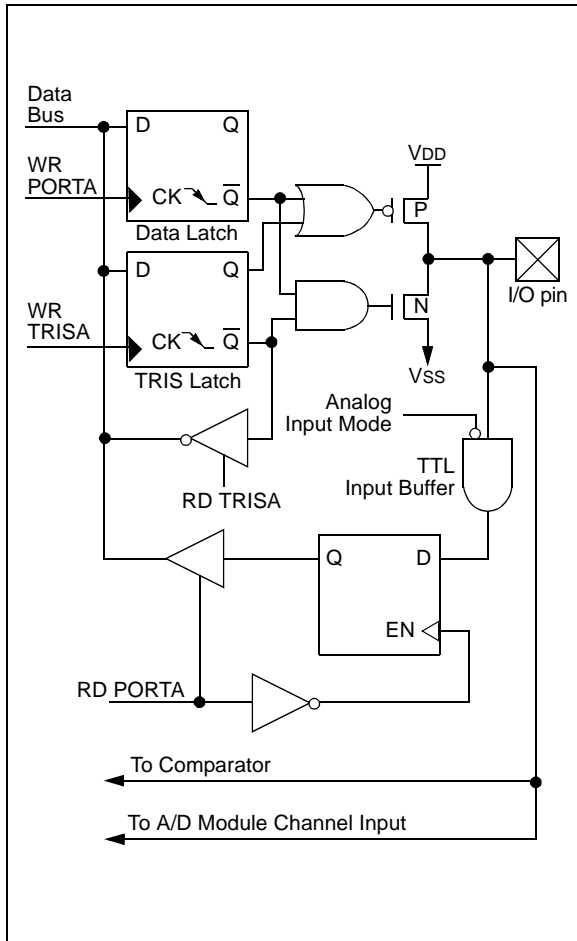 Data
Bus
D Q
VDD
WR
PORTA
CK Q
P
Data Latch
D Q
I/O pin
WR
TRISA
N
CK Q
VSS
TRIS Latch
Analog
Input Mode
TTL
Input Buffer
RD TRISA
Q D
EN
RD PORTA
To Comparator
To A/D Module Channel Input